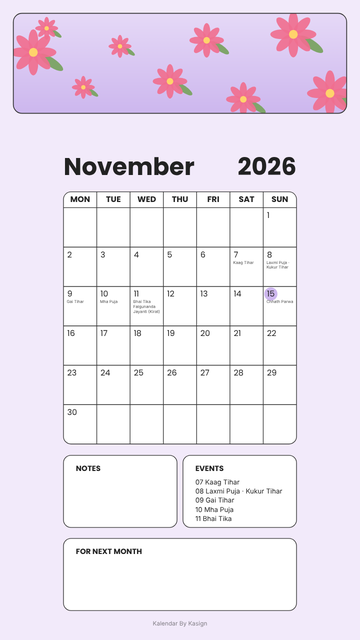 November 2026
MON TUE WED THU FRI SAT SUN
1
2 3 4 5 6 7 8
Kaag Tihar Laxmi Puja ·
Kukur Tihar
9 10 11 12 13 14 15
Gai Tihar Mha Puja Bhai Tika Chhath Parwa
Falgunanda
Jayanti (Kirati)
16 17 18 19 20 21 22
23 24 25 26 27 28 29
30
NOTES
EVENTS
07 Kaag Tihar
08 Laxmi Puja · Kukur Tihar
09 Gai Tihar
10 Mha Puja
11 Bhai Tika
FOR NEXT MONTH
Kalendar By Kasign